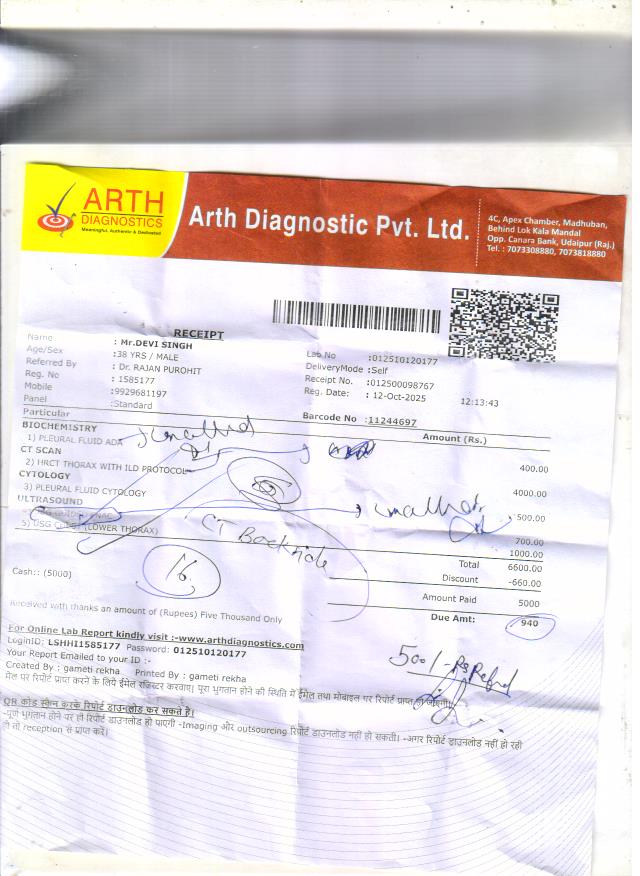 ARTH
DIAGNOSTICS
Meaningful, Authentic & Dedicated
Arth Diagnostic Pvt. Ltd.
4C, Apex Chamber, Madhuban,
Behind Lok Kala Mandal
Opp. Canara Bank, Udaipur (Raj.)
Tel. : 7073308880, 7073818880
RECEIPT
Name : Mr.DEVI SINGH
Lab No :012510120177
Age/Sex :38 YRS / MALE
DeliveryMode :Self
Referred By : Dr. RAJAN PUROHIT
Receipt No. :012500098767
Reg. No : 1585177
Reg. Date: : 12-Oct-2025 12:13:43
Mobile :9929681197
Panel :Standard
Barcode No :11244697
Particular Amount (Rs.)
BIOCHEMISTRY
1) PLEURAL FLUID ADA 400.00
CT SCAN
2) HRCT THORAX WITH ILD PROTOCOL 4000.00
CYTOLOGY
3) PLEURAL FLUID CYTOLOGY 500.00
ULTRASOUND
700.00
5) USG (LOWER THORAX) 1000.00
CT
16
Total 6600.00
Discount -660.00
Cash:: (5000)
Amount Paid 5000
Received with thanks an amount of (Rupees) Five Thousand Only
Due Amt: 940
For Online Lab Report kindly visit :-www.arthdiagnostics.com
LoginID: LSHHI1585177 Password: 012510120177
Your Report Emailed to your ID :-
Created By : gameti rekha Printed By : gameti rekha
500/- Rs Refund
मेल पर रिपोर्ट प्राप्त करने के लिये ईमेल रजिस्टर करवाए। पूरा भुगतान होने की स्थिति में ईमेल तथा मोबाइल पर रिपोर्ट प्राप्त हो जाएगी।
QR कोड स्कैन करके रिपोर्ट डाउनलोड कर सकते है।
-पूर्ण भुगतान होने पर ही रिपोर्ट डाउनलोड हो पाएगी -Imaging और outsourcing रिपोर्ट डाउनलोड नहीं हो सकती। -अगर रिपोर्ट डाउनलोड नहीं हो रही
हो तो reception से प्राप्त करें।